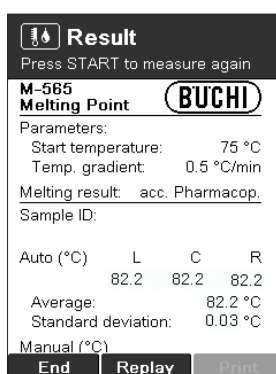 Result
Press START to measure again
M-565
Melting Point
BÜCHI
Parameters:
Start temperature: 75 °C
Temp. gradient: 0.5 °C/min
Melting result: acc. Pharmacop.
Sample ID:
Auto (°C) L C R
82.2 82.2 82.2
Average: 82.2 °C
Standard deviation: 0.03 °C
Manual (°C)
End Replay Print